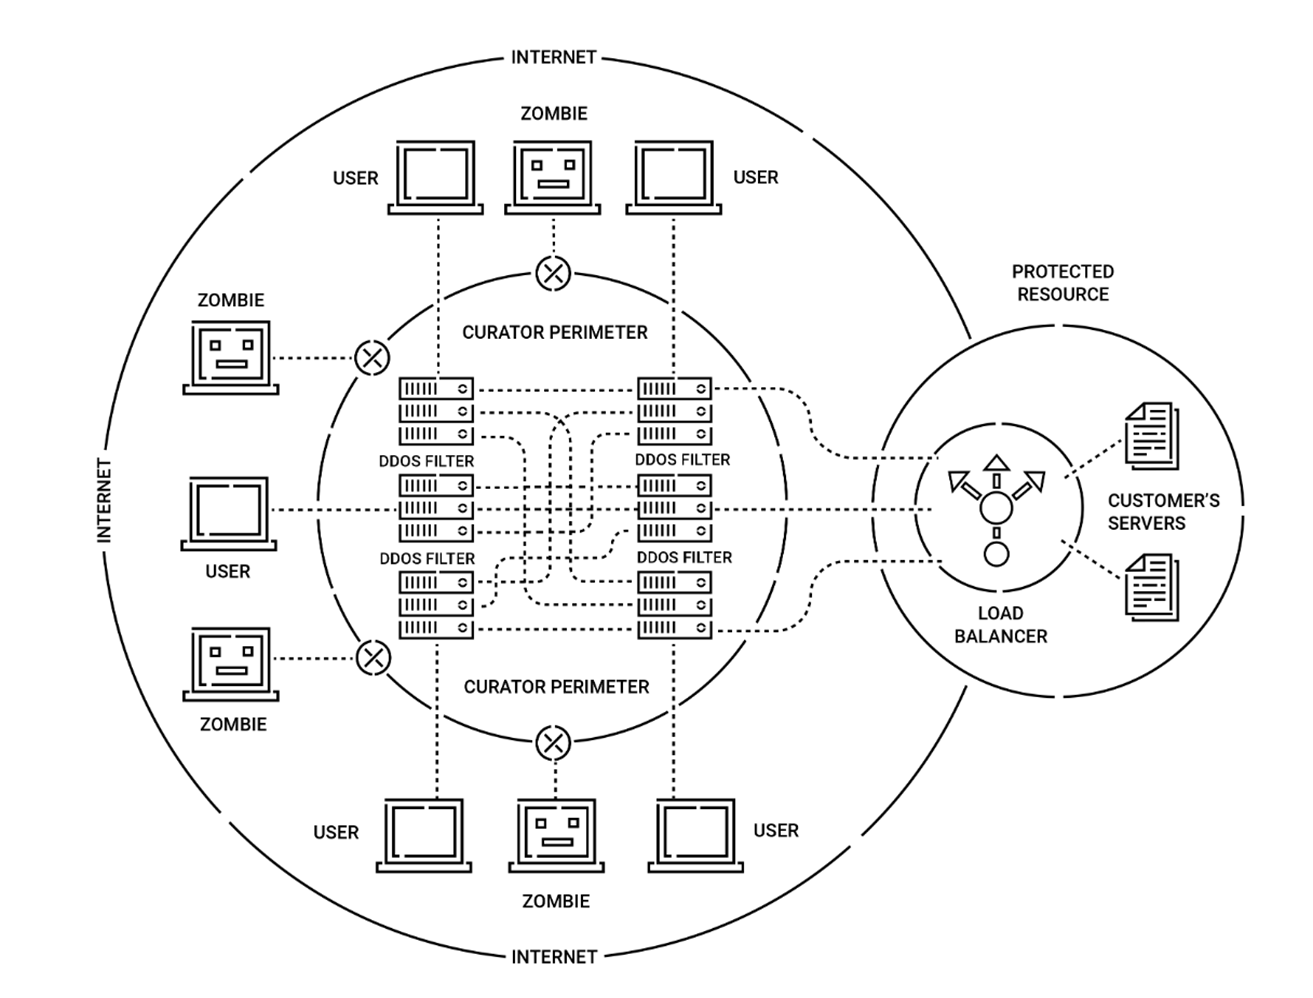 INTERNET
ZOMBIE
USER
USER
ZOMBIE
PROTECTED
RESOURCE
CURATOR PERIMETER
DDOS FILTER
DDOS FILTER
INTERNET
CUSTOMER'S
SERVERS
DDOS FILTER
DDOS FILTER
USER
LOAD
BALANCER
CURATOR PERIMETER
ZOMBIE
USER
USER
ZOMBIE
INTERNET